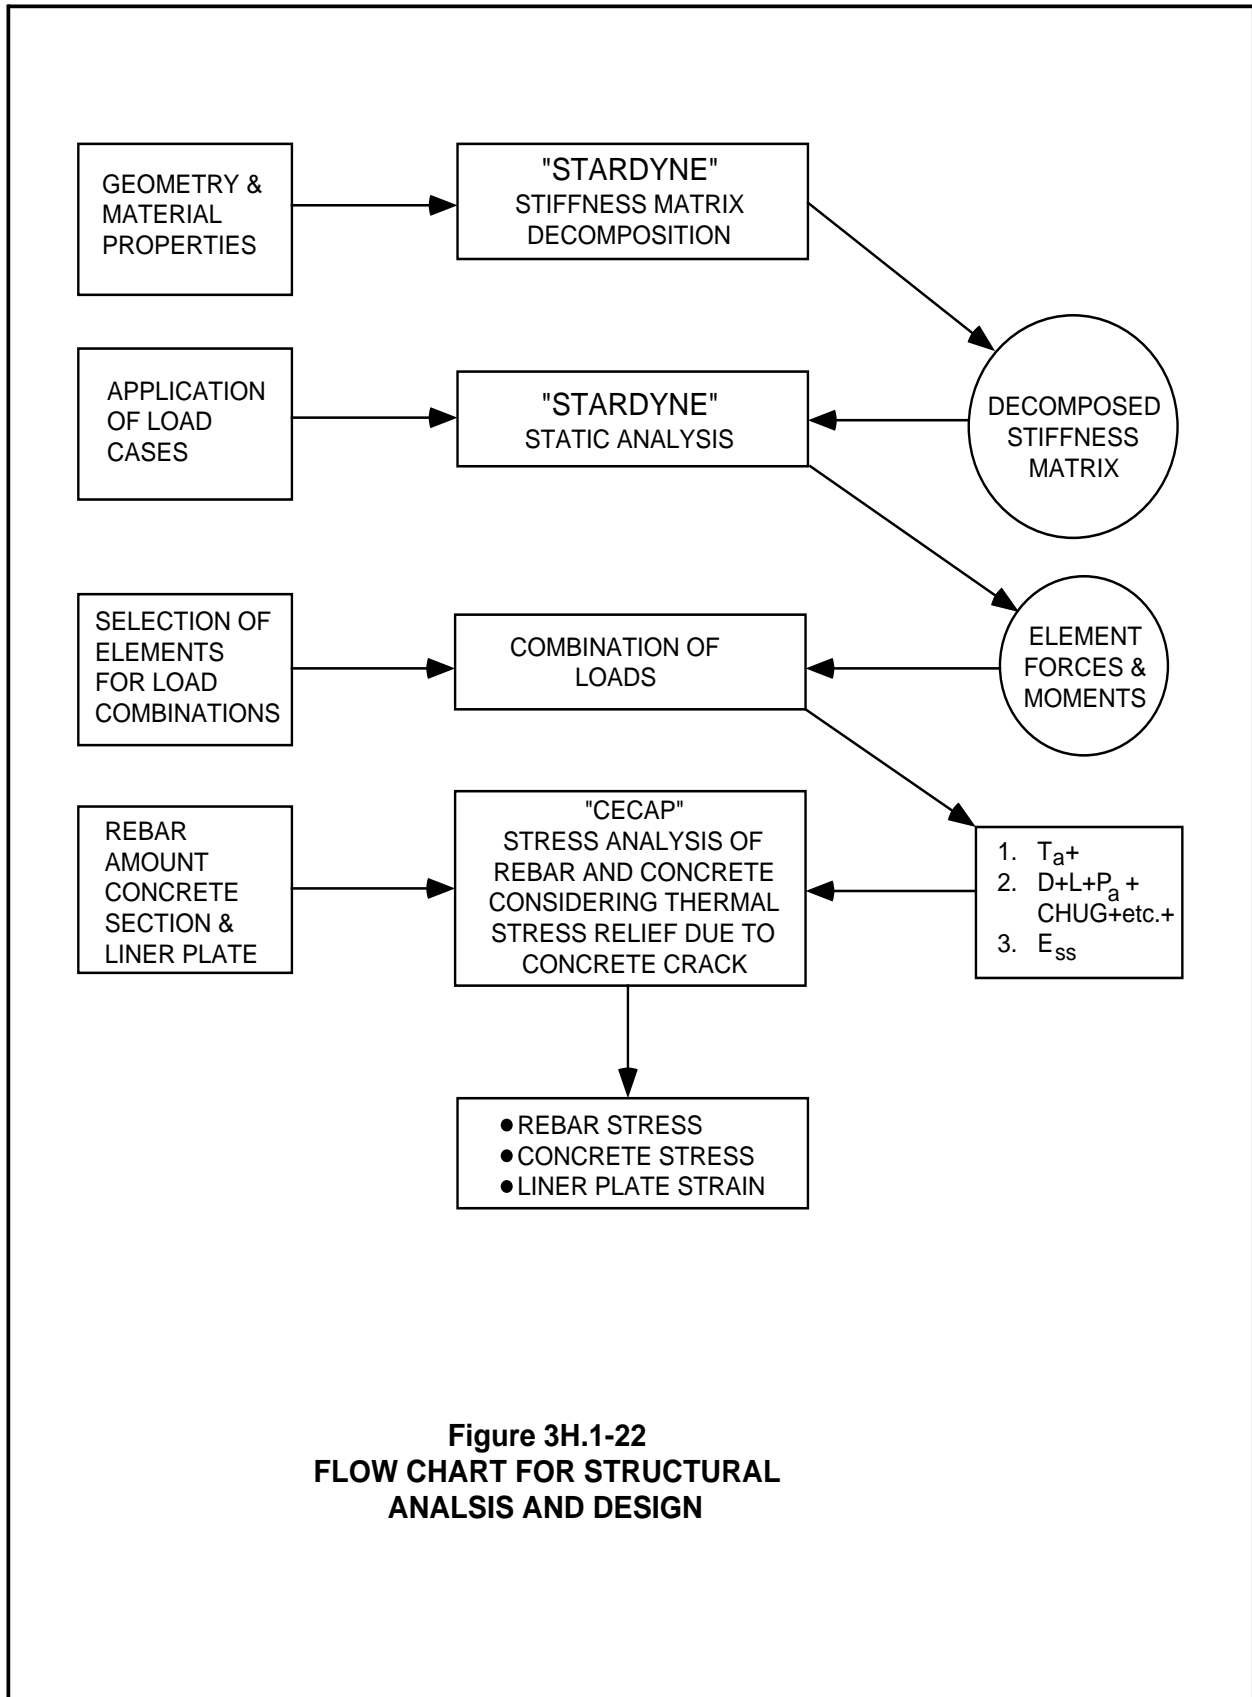 GEOMETRY &
MATERIAL
PROPERTIES
"STARDYNE"
STIFFNESS MATRIX
DECOMPOSITION
APPLICATION
OF LOAD
CASES
"STARDYNE"
STATIC ANALYSIS
DECOMPOSED
STIFFNESS
MATRIX
SELECTION OF
ELEMENTS
FOR LOAD
COMBINATIONS
COMBINATION OF
LOADS
ELEMENT
FORCES &
MOMENTS
REBAR
AMOUNT
CONCRETE
SECTION &
LINER PLATE
"CECAP"
STRESS ANALYSIS OF
REBAR AND CONCRETE
CONSIDERING THERMAL
STRESS RELIEF DUE TO
CONCRETE CRACK
1. Ta+
2. D+L+Pa +
CHUG+etc.+
3. Ess
●REBAR STRESS
●CONCRETE STRESS
●LINER PLATE STRAIN
Figure 3H.1-22
FLOW CHART FOR STRUCTURAL
ANALSIS AND DESIGN